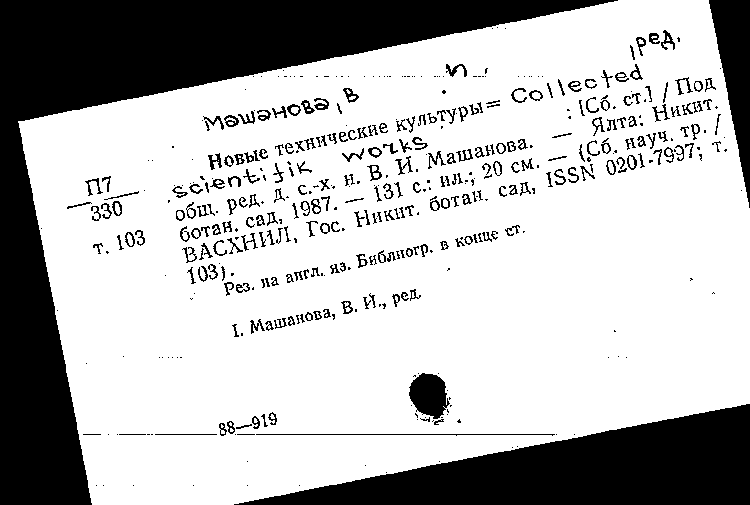 Машанова, В И., ред.
Новые технические культуры = Collected
scientifik works : [Сб. ст.] / Под
общ. ред. д. с.-х. н. В. И. Машанова. — Ялта: Никит.
ботан. сад, 1987. — 131 с.: ил.; 20 см. — (Сб. науч. тр. /
ВАСХНИЛ, Гос. Никит. ботан. сад, ISSN 0201-7997; т.
103).
П7
330
т. 103
Рез. на англ. яз. Библиогр. в конце ст.
I. Машанова, В. И., ред.
88—919